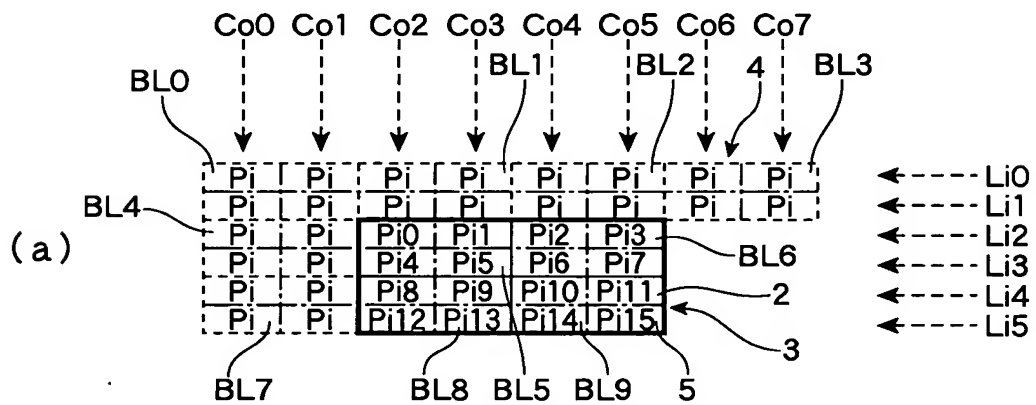 Co0 Co1 Co2 Co3 Co4 Co5 Co6 Co7
BL0 BL1 BL2 4 BL3
Pi Pi Pi Pi Pi Pi Pi Pi Li0
Pi Pi Pi Pi Pi Pi Pi Pi Li1
BL4 Pi Pi Pi0 Pi1 Pi2 Pi3 Li2
(a) Pi Pi Pi4 Pi5 Pi6 Pi7 BL6 Li3
Pi Pi Pi8 Pi9 Pi10 Pi11 2 Li4
Pi Pi Pi12 Pi13 Pi14 Pi15 3 Li5
BL7 BL8 BL5 BL9 5